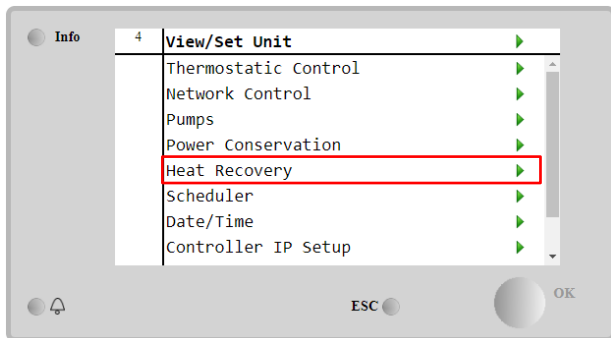 Info
4 View/Set Unit
Thermostatic Control
Network Control
Pumps
Power Conservation
Heat Recovery
Scheduler
Date/Time
Controller IP Setup
ESC
OK